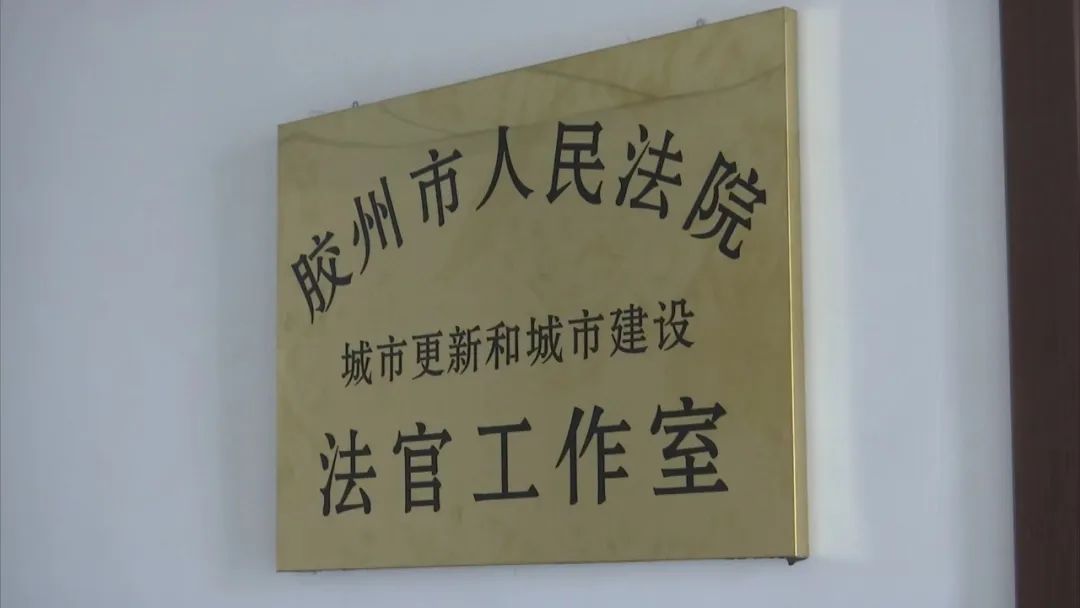 胶州市人民法院
城市更新和城市建设
法官工作室